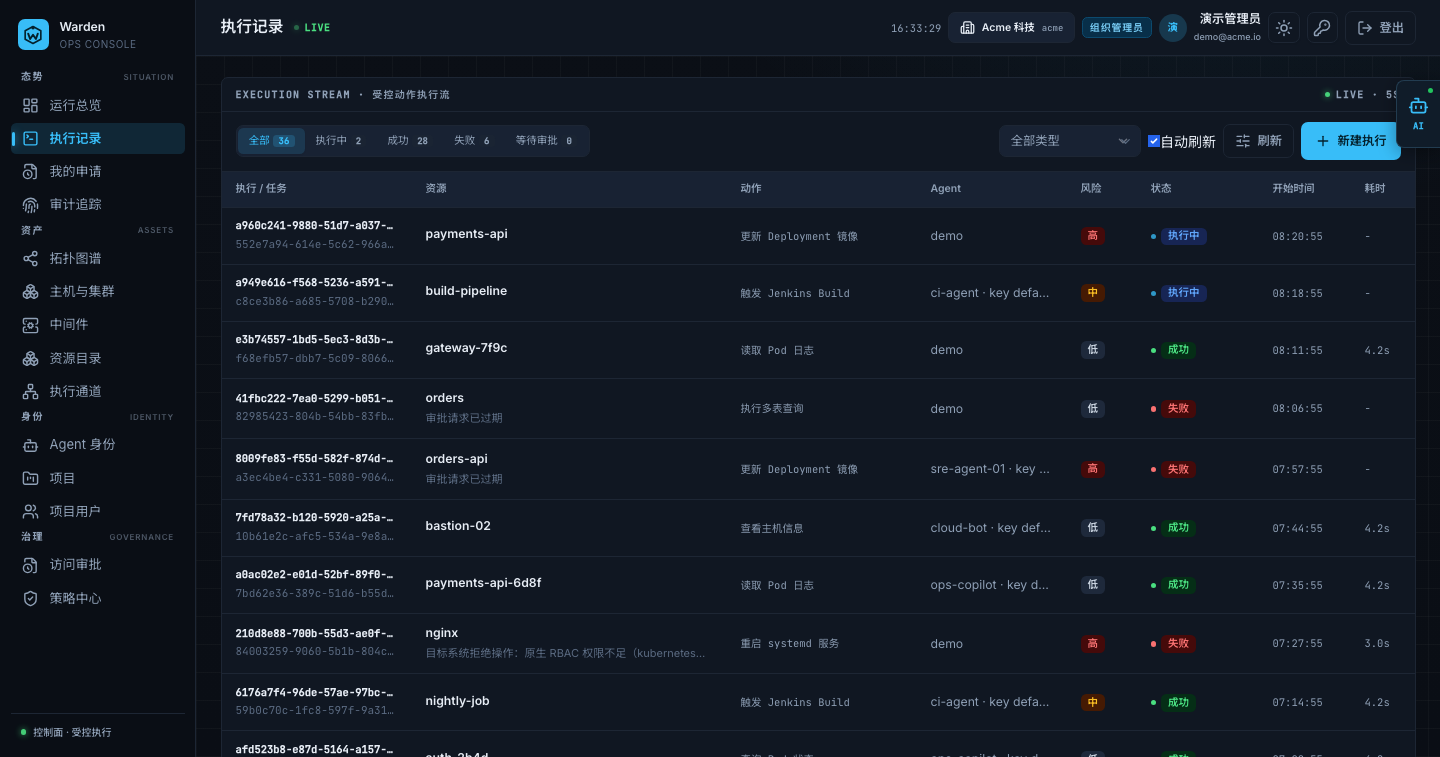 Warden
OPS CONSOLE
态势 SITUATION
运行总览
执行记录
我的申请
审计追踪
资产 ASSETS
拓扑图谱
主机与集群
中间件
资源目录
执行通道
身份 IDENTITY
Agent 身份
项目
项目用户
治理 GOVERNANCE
访问审批
策略中心
控制面 · 受控执行
执行记录 LIVE
16:33:29 Acme 科技 acme 组织管理员 演 演示管理员
demo@acme.io
登出
EXECUTION STREAM · 受控动作执行流 LIVE · 5S
AI
全部 36 执行中 2 成功 28 失败 6 等待审批 0 全部类型 自动刷新 刷新 新建执行
执行 / 任务 资源 动作 Agent 风险 状态 开始时间 耗时
a960c241-9880-51d7-a037-… payments-api 更新 Deployment 镜像 demo 高 执行中 08:20:55 -
552e7a94-614e-5c62-966a…
a949e616-f568-5236-a591-… build-pipeline 触发 Jenkins Build ci-agent · key defa… 中 执行中 08:18:55 -
c8ce3b86-a685-5708-b290…
e3b74557-1bd5-5ec3-8d3b-… gateway-7f9c 读取 Pod 日志 demo 低 成功 08:11:55 4.2s
f68efb57-dbb7-5c09-8066…
41fbc222-7ea0-5299-b051-… orders 执行多表查询 demo 低 失败 08:06:55 -
82985423-804b-54bb-83fb… 审批请求已过期
8009fe83-f55d-582f-874d-… orders-api 更新 Deployment 镜像 sre-agent-01 · key … 高 失败 07:57:55 -
a3ec4be4-c331-5080-9064… 审批请求已过期
7fd78a32-b120-5920-a25a-… bastion-02 查看主机信息 cloud-bot · key def… 低 成功 07:44:55 4.2s
10b61e2c-afc5-534a-9e8a…
a0ac02e2-e01d-52bf-89f0-… payments-api-6d8f 读取 Pod 日志 ops-copilot · key d… 低 成功 07:35:55 4.2s
7bd62e36-389c-51d6-b55d…
210d8e88-700b-55d3-ae0f-… nginx 重启 systemd 服务 demo 高 失败 07:27:55 3.0s
84003259-9060-5b1b-804c… 目标系统拒绝操作：原生 RBAC 权限不足（kubernetes…
6176a7f4-96de-57ae-97bc-… nightly-job 触发 Jenkins Build ci-agent · key defa… 中 成功 07:14:55 4.2s
59b0c70c-1fc8-597f-9a31…
afd523b8-e87d-5164-a157-…